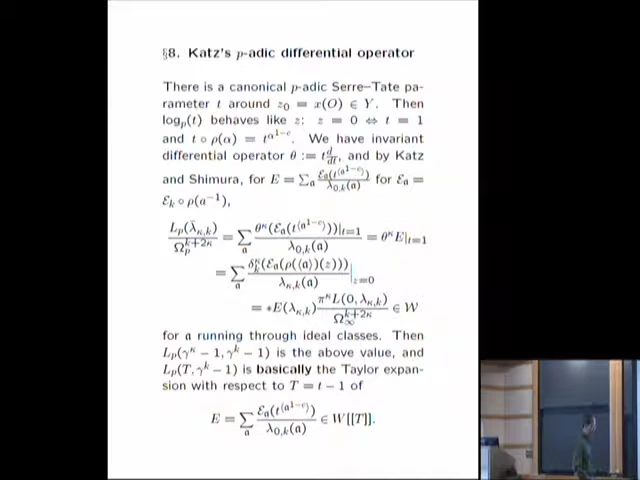 §8. Katz's p-adic differential operator
There is a canonical p-adic Serre–Tate pa-
rameter t around z₀ = x(O) ∈ Y. Then
log_p(t) behaves like z: z = 0 ⇔ t = 1
and t ∘ ρ(α) = t^{α^{1−c}}. We have invariant
differential operator θ := t d/dt, and by Katz
and Shimura, for E = ∑_𝔞 ℰ_𝔞(t^{⟨𝔞^{1−c}⟩})/λ_{0,k}(𝔞) for ℰ_𝔞 =
ℰ_k ∘ ρ(𝔞^{−1}),
L_p(λ̄_{κ,k})/Ω_p^{k+2κ} = ∑_𝔞 θ^κ(ℰ_𝔞(t^{⟨𝔞^{1−c}⟩}))|_{t=1}/λ_{0,k}(𝔞) = θ^κ E|_{t=1}
= ∑_𝔞 δ_k^κ(ℰ_𝔞(ρ(⟨𝔞⟩)(z)))/λ_{κ,k}(𝔞) |_{z=0}
= ∗E(λ_{κ,k}) π^κ L(0, λ_{κ,k})/Ω_∞^{k+2κ} ∈ 𝒲
for 𝔞 running through ideal classes. Then
L_p(γ^κ − 1, γ^k − 1) is the above value, and
L_p(T, γ^k − 1) is basically the Taylor expan-
sion with respect to T = t − 1 of
E = ∑_𝔞 ℰ_𝔞(t^{⟨𝔞^{1−c}⟩})/λ_{0,k}(𝔞) ∈ W[[T]].